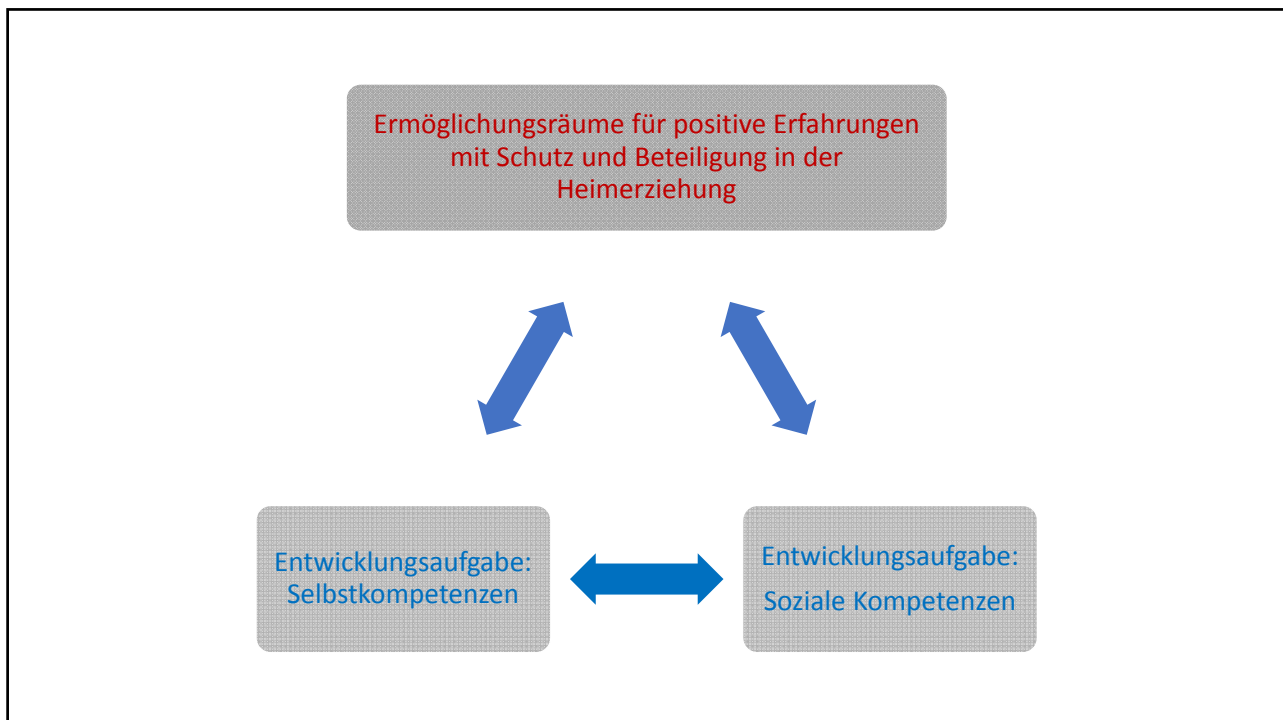 Ermöglichungsräume für positive Erfahrungen
mit Schutz und Beteiligung in der
Heimerziehung
Entwicklungsaufgabe:
Selbstkompetenzen
Entwicklungsaufgabe:
Soziale Kompetenzen